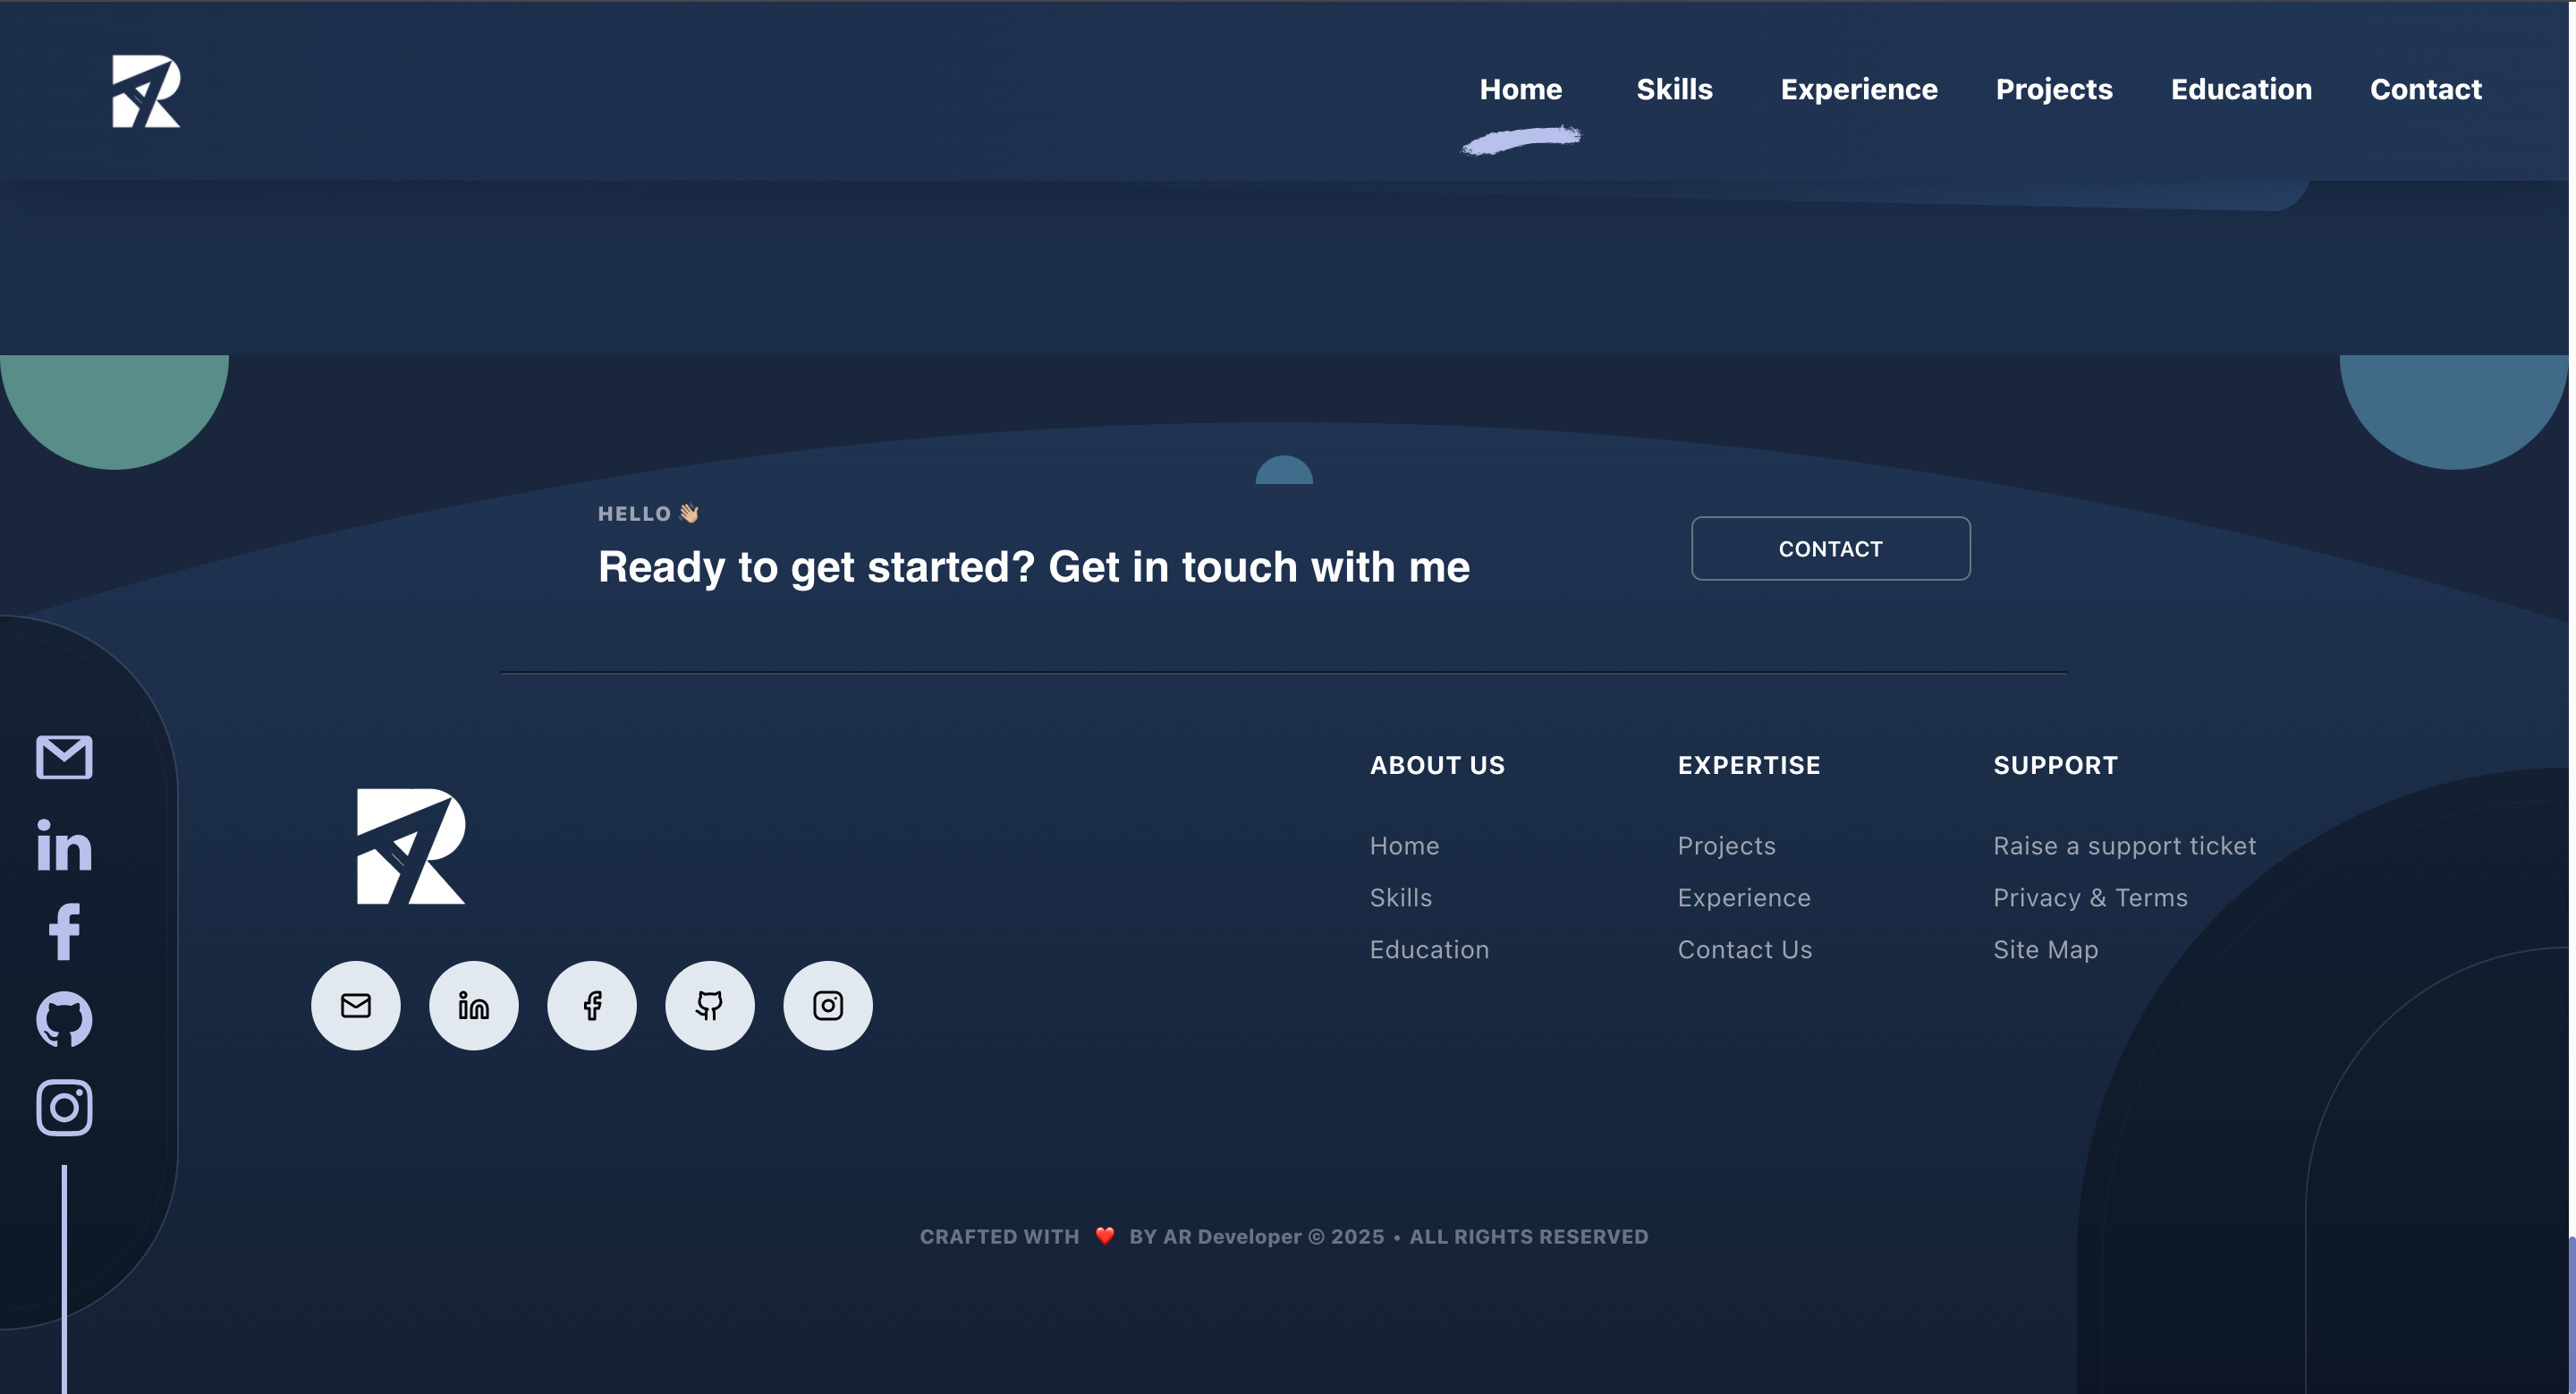 Home Skills Experience Projects Education Contact
HELLO 👋🏼
Ready to get started? Get in touch with me
CONTACT
ABOUT US
Home
Skills
Education
EXPERTISE
Projects
Experience
Contact Us
SUPPORT
Raise a support ticket
Privacy & Terms
Site Map
CRAFTED WITH ❤️ BY AR Developer © 2025 • ALL RIGHTS RESERVED